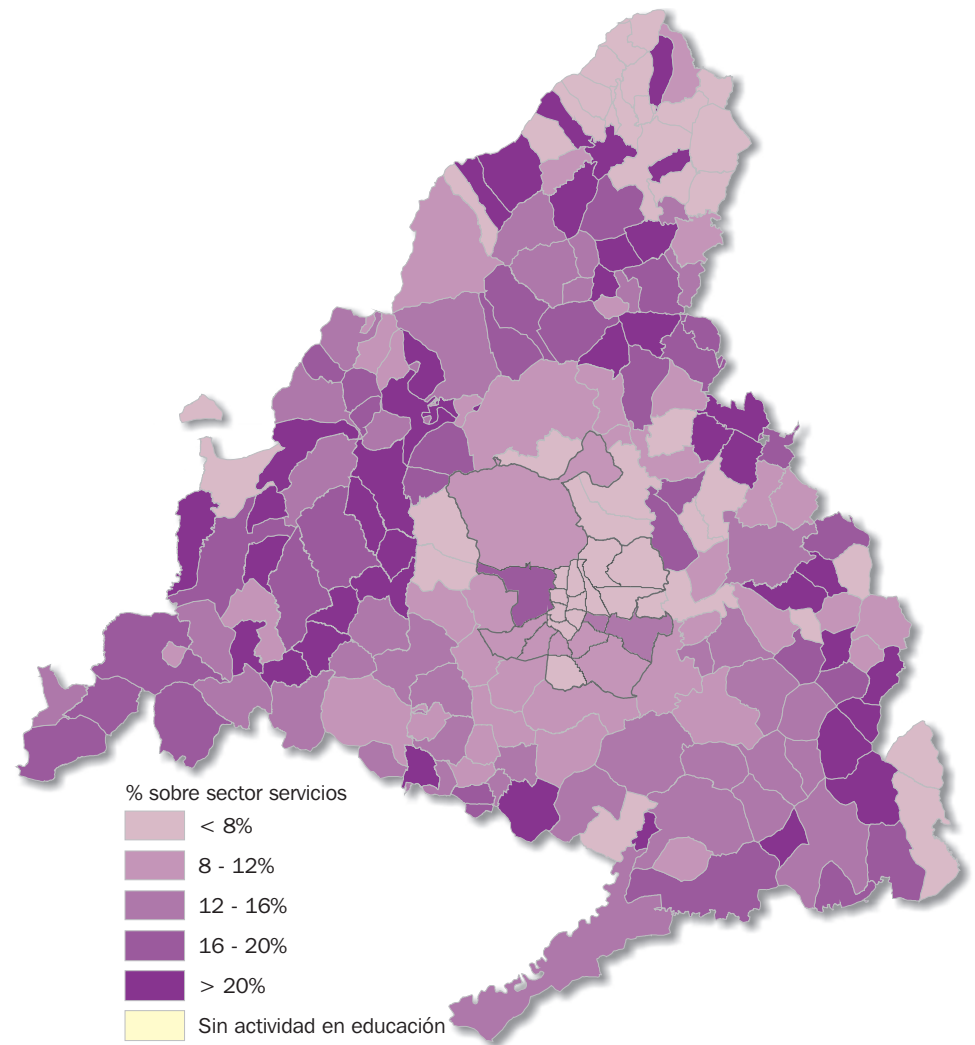 % sobre sector servicios
< 8%
8 - 12%
12 - 16%
16 - 20%
> 20%
Sin actividad en educación